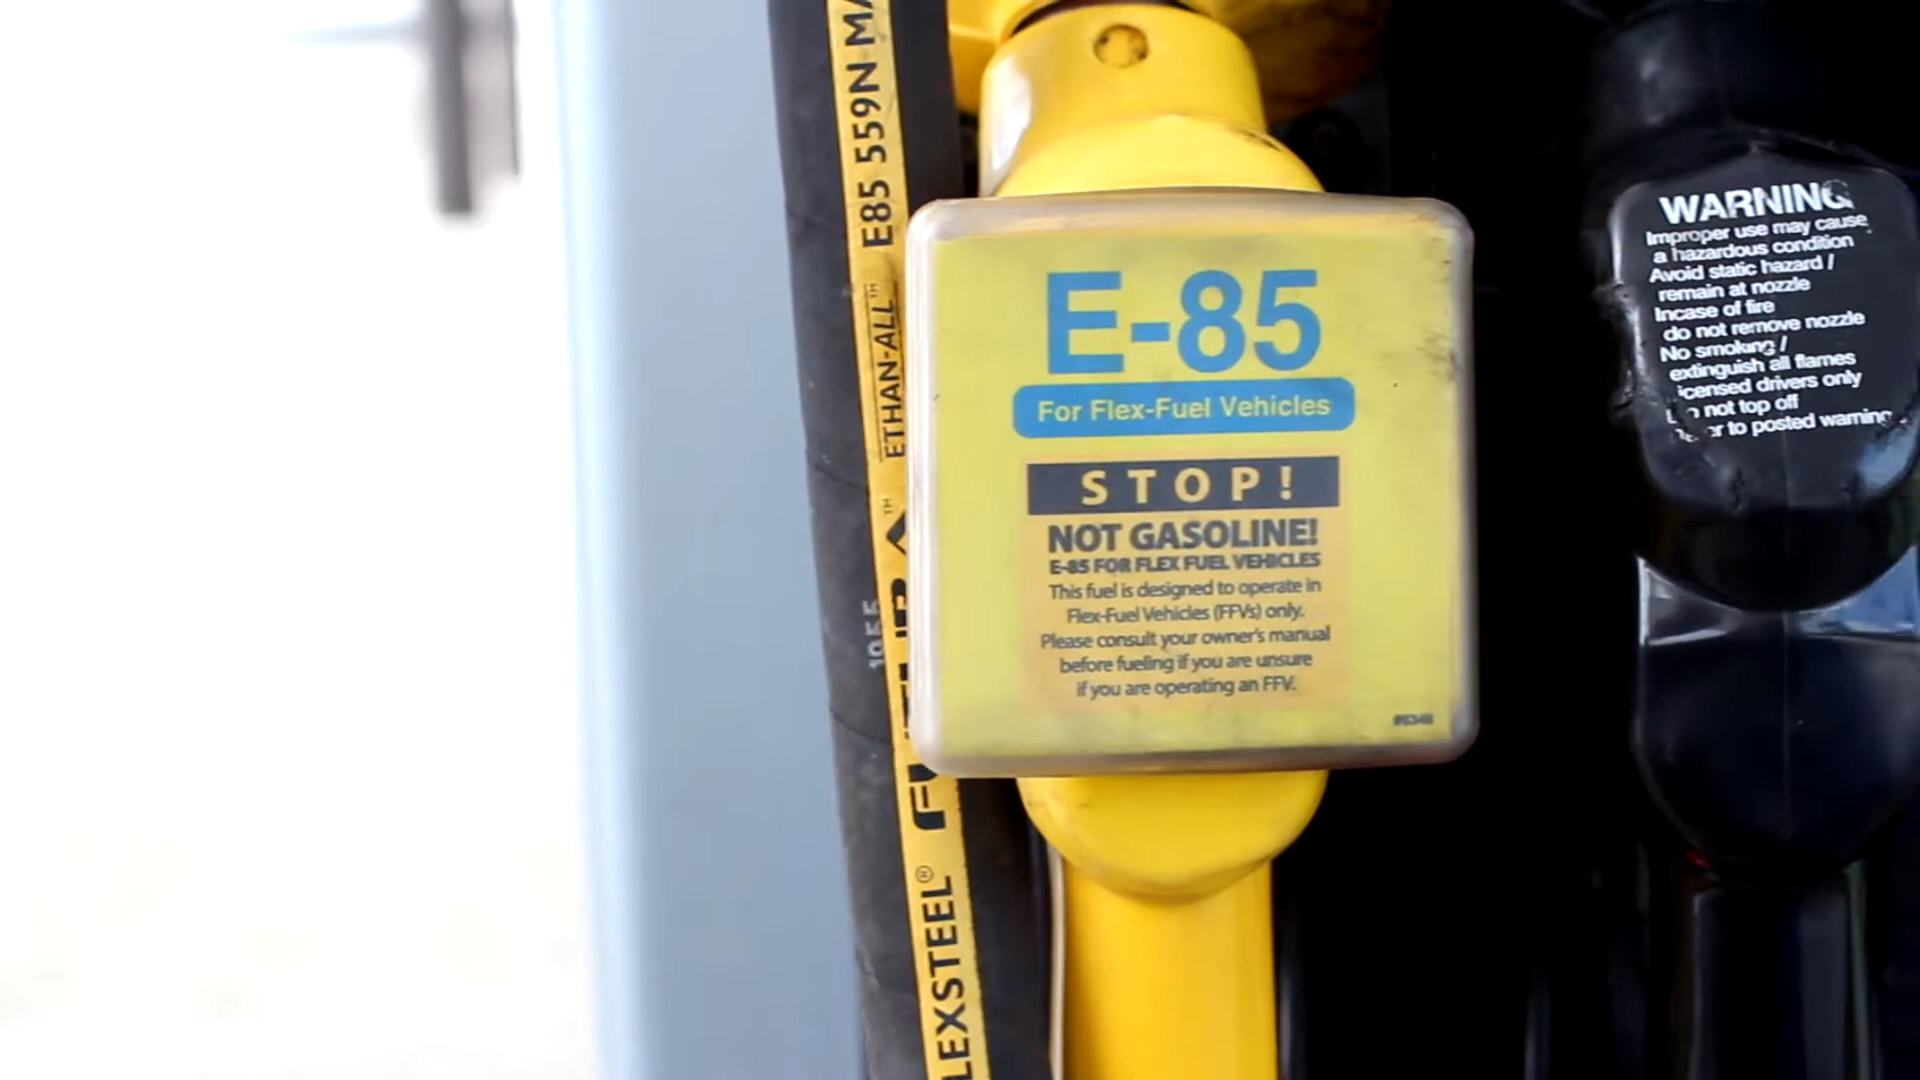 E85 559N MA
ETHAN-ALL™
LEXSTEEL®
E-85
For Flex-Fuel Vehicles
STOP!
NOT GASOLINE!
E-85 FOR FLEX FUEL VEHICLES
This fuel is designed to operate in
Flex-Fuel Vehicles (FFVs) only.
Please consult your owner's manual
before fueling if you are unsure
if you are operating an FFV.
WARNING
Improper use may cause
a hazardous condition
Avoid static hazard /
remain at nozzle
Incase of fire
do not remove nozzle
No smoking /
extinguish all flames
icensed drivers only
not top off
to posted warning